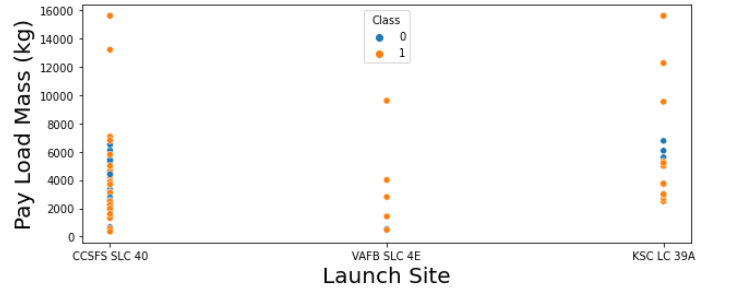 Pay Load Mass (kg)
16000
14000
12000
10000
8000
6000
4000
2000
0
Class
0
1
CCSFS SLC 40
VAFB SLC 4E
KSC LC 39A
Launch Site